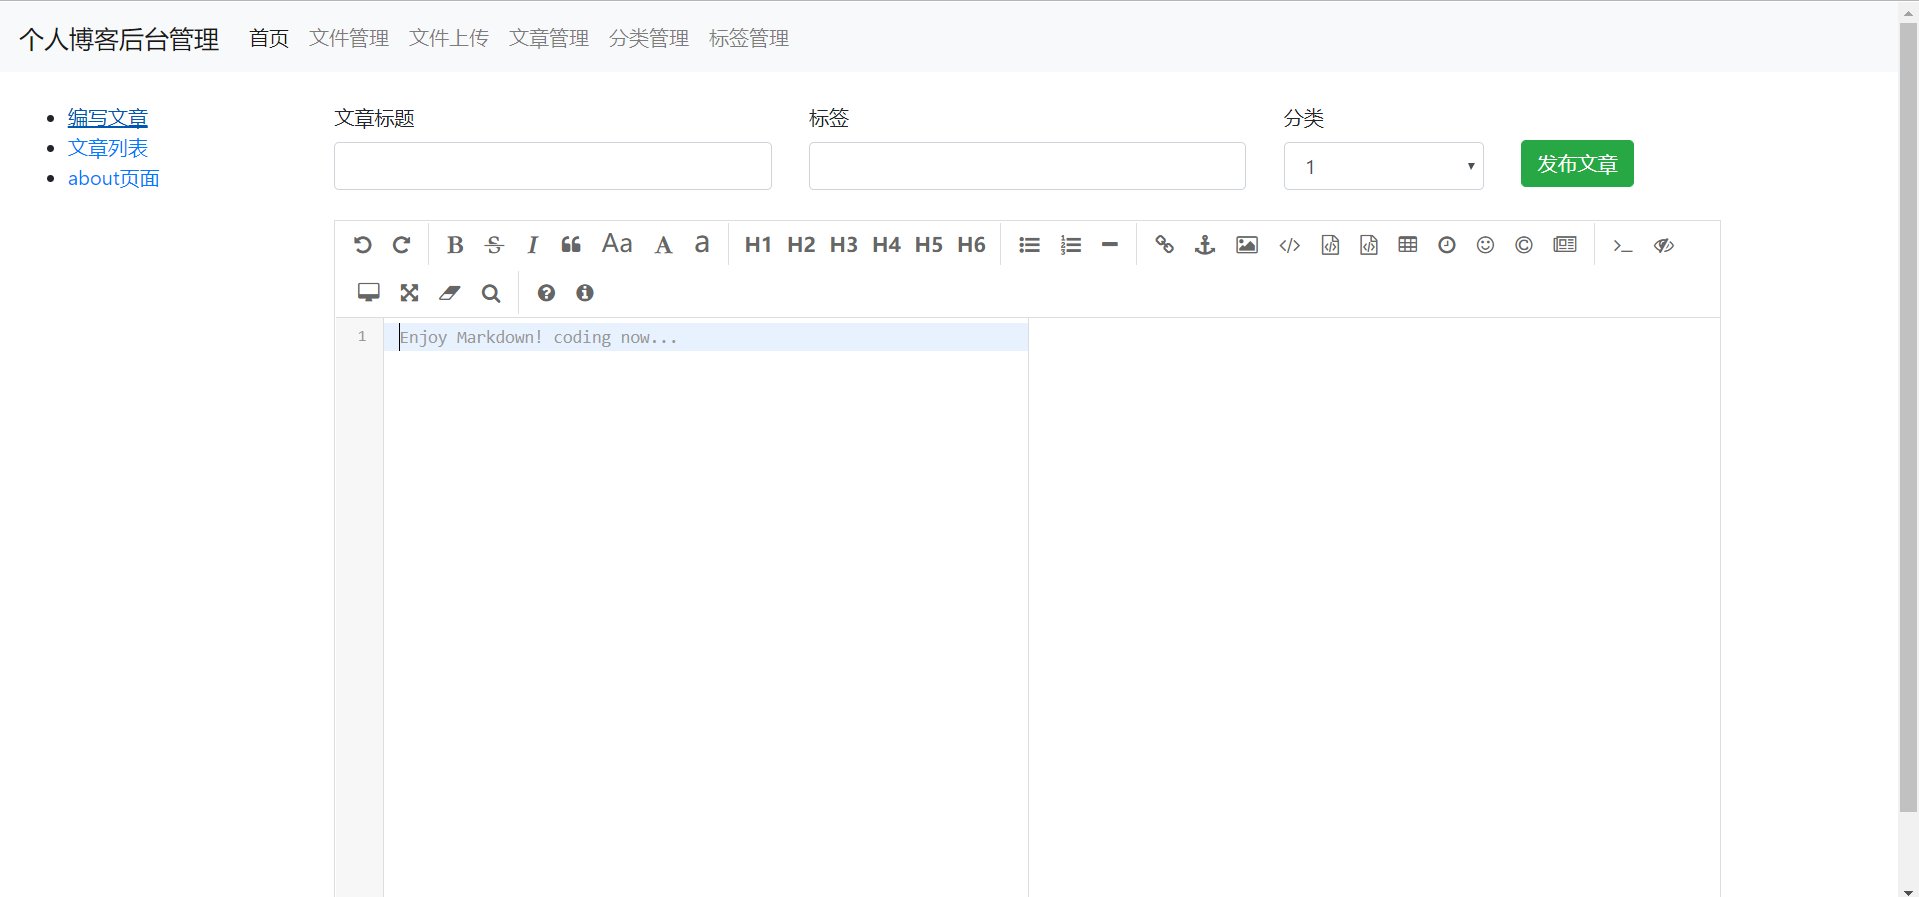 个人博客后台管理 首页 文件管理 文件上传 文章管理 分类管理 标签管理
编写文章
文章列表
about页面
文章标题 标签 分类
1 发布文章
B S I Aa A a H1 H2 H3 H4 H5 H6
1 Enjoy Markdown! coding now...